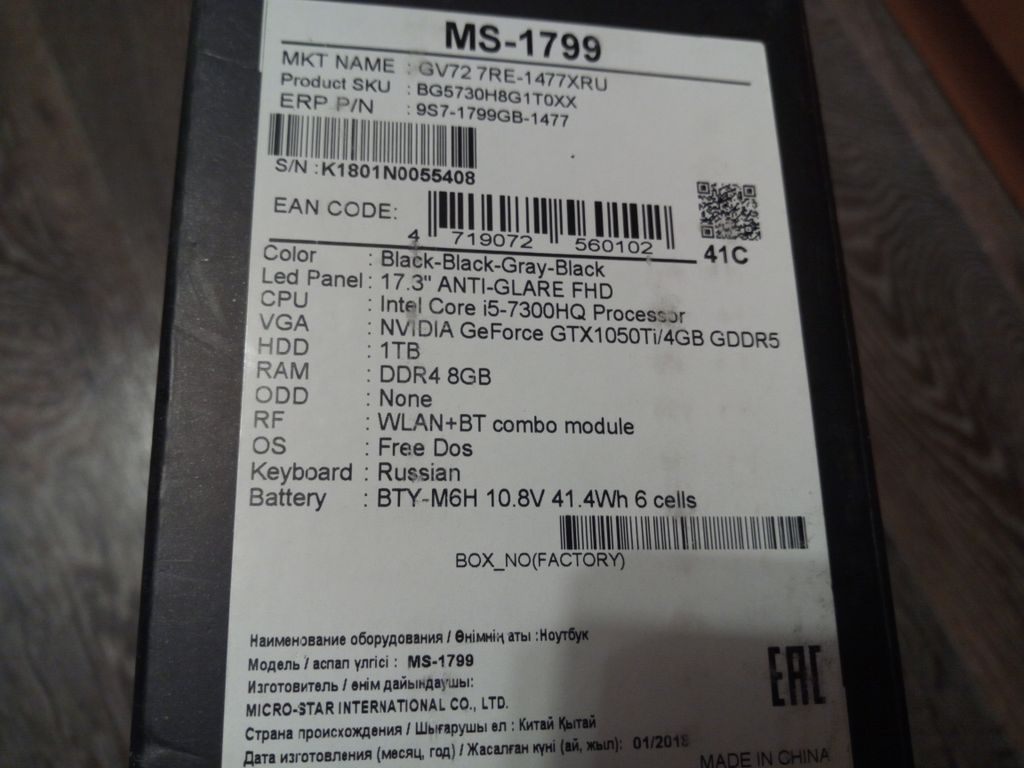 MS-1799
MKT NAME : GV72 7RE-1477XRU
Product SKU : BG5730H8G1T0XX
ERP P/N : 9S7-1799GB-1477
S/N :K1801N0055408
EAN CODE:
4 719072 560102
41C
Color : Black-Black-Gray-Black
Led Panel : 17.3" ANTI-GLARE FHD
CPU : Intel Core i5-7300HQ Processor
VGA : NVIDIA GeForce GTX1050Ti/4GB GDDR5
HDD : 1TB
RAM : DDR4 8GB
ODD : None
RF : WLAN+BT combo module
OS : Free Dos
Keyboard : Russian
Battery : BTY-M6H 10.8V 41.4Wh 6 cells
BOX_NO(FACTORY)
Наименование оборудования / Өнімнің аты :Ноутбук
Модель / аспап үлгісі : MS-1799
Изготовитель / өнім дайындаушы:
MICRO-STAR INTERNATIONAL CO., LTD.
Страна происхождения / Шығарушы ел : Китай Қытай
Дата изготовления (месяц, год) / Жасалған күні (ай, жыл): 01/2018
EAC
MADE IN CHINA